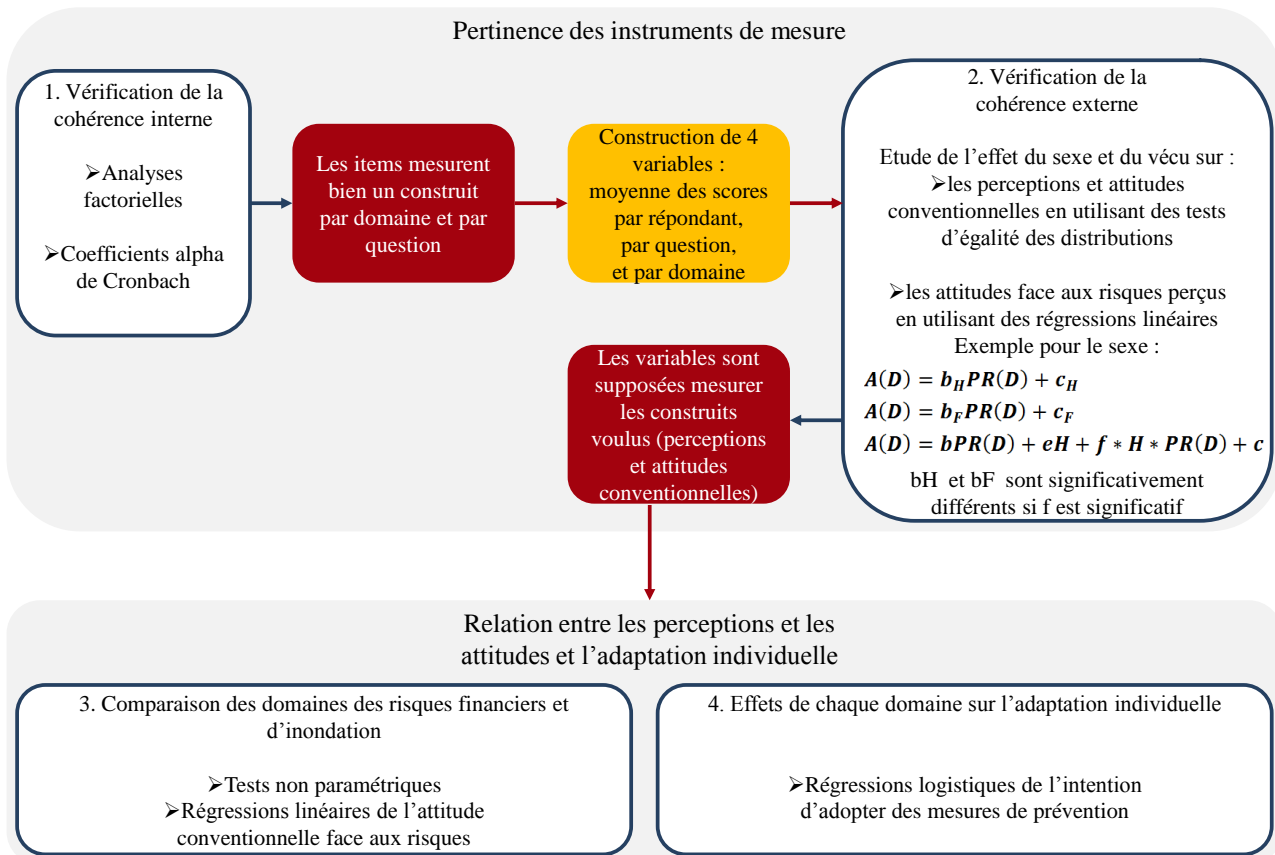 Pertinence des instruments de mesure
1. Vérification de la
cohérence interne
➢Analyses
factorielles
➢Coefficients alpha
de Cronbach
Les items mesurent
bien un construit
par domaine et par
question
Construction de 4
variables :
moyenne des scores
par répondant,
par question,
et par domaine
2. Vérification de la
cohérence externe
Etude de l’effet du sexe et du vécu sur :
➢les perceptions et attitudes
conventionnelles en utilisant des tests
d’égalité des distributions
➢les attitudes face aux risques perçus
en utilisant des régressions linéaires
Exemple pour le sexe :
A(D) = b_H PR(D) + c_H
A(D) = b_F PR(D) + c_F
A(D) = bPR(D) + eH + f * H * PR(D) + c
bH et bF sont significativement
différents si f est significatif
Les variables sont
supposées mesurer
les construits
voulus (perceptions
et attitudes
conventionnelles)
Relation entre les perceptions et les
attitudes et l’adaptation individuelle
3. Comparaison des domaines des risques financiers et
d’inondation
➢Tests non paramétriques
➢Régressions linéaires de l’attitude
conventionnelle face aux risques
4. Effets de chaque domaine sur l’adaptation individuelle
➢Régressions logistiques de l’intention
d’adopter des mesures de prévention